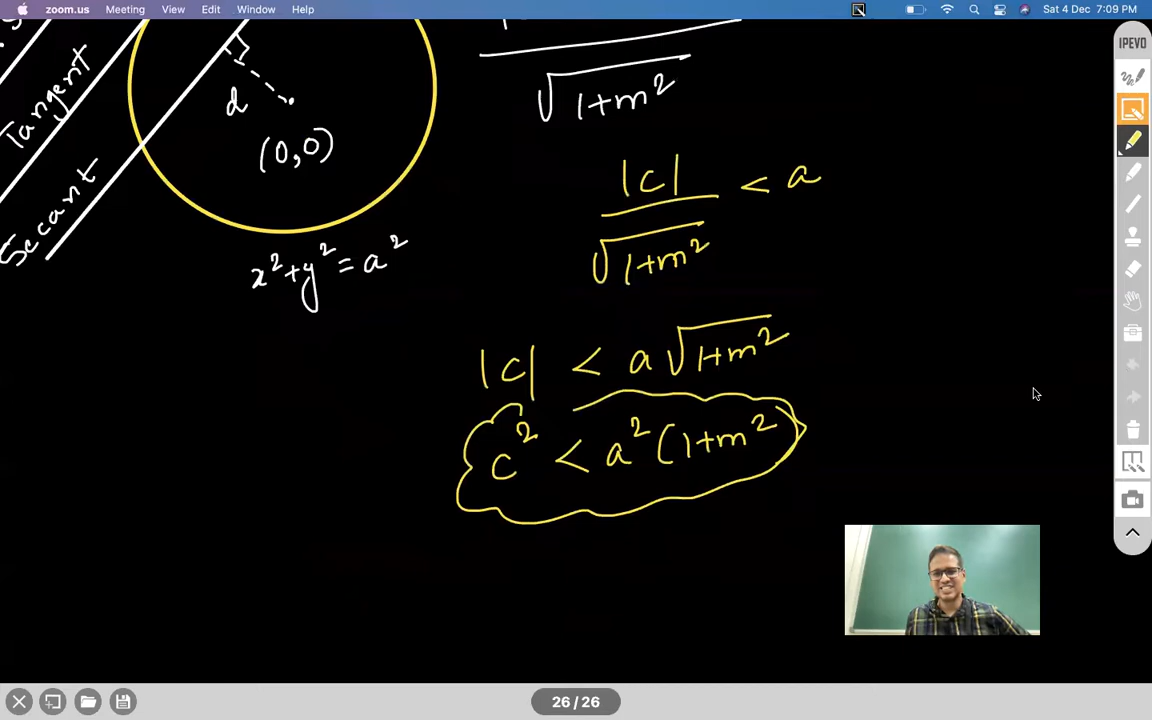 zoom.us Meeting View Edit Window Help Sat 4 Dec 7:09 PM
IPEVO
Tangent
Secant
d
(0,0)
x²+y²=a²
√1+m²
|c| < a
√1+m²
|c| < a√1+m²
c² < a²(1+m²)
26/26